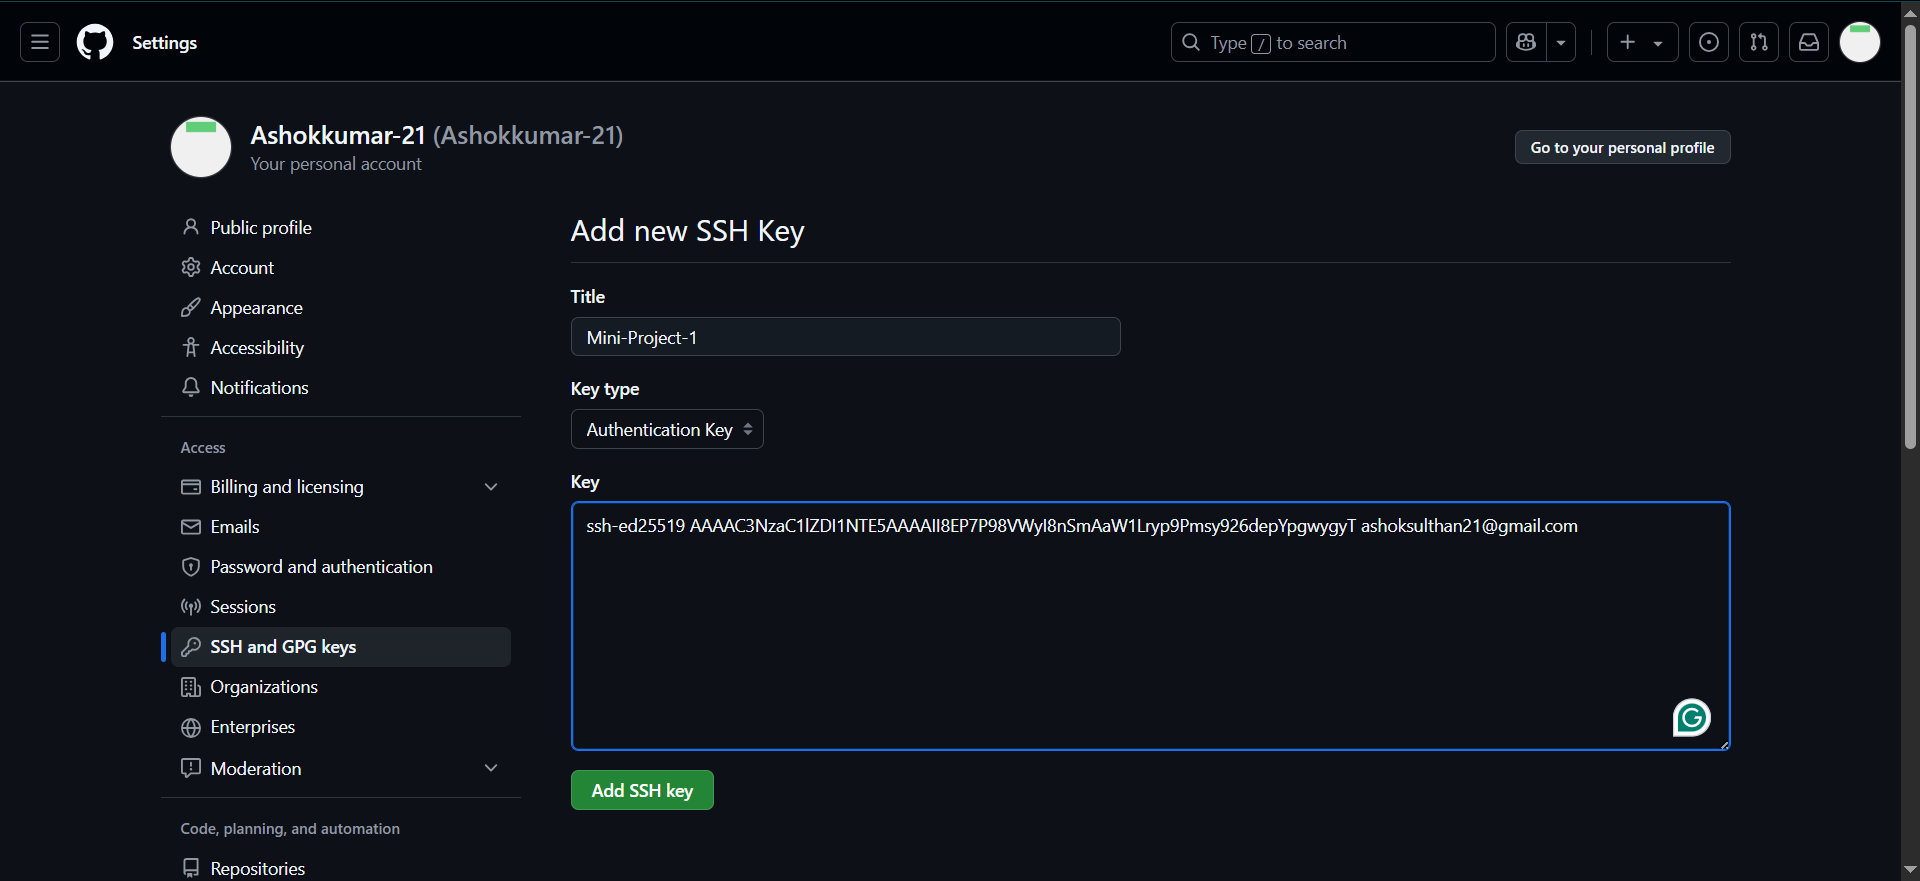 Settings
Type / to search
Ashokkumar-21 (Ashokkumar-21)
Your personal account
Go to your personal profile
Public profile
Account
Appearance
Accessibility
Notifications
Access
Billing and licensing
Emails
Password and authentication
Sessions
SSH and GPG keys
Organizations
Enterprises
Moderation
Code, planning, and automation
Repositories
Add new SSH Key
Title
Mini-Project-1
Key type
Authentication Key
Key
ssh-ed25519 AAAAC3NzaC1lZDI1NTE5AAAAII8EP7P98VWyI8nSmAaW1Lryp9Pmsy926depYpgwygyT ashoksulthan21@gmail.com
Add SSH key